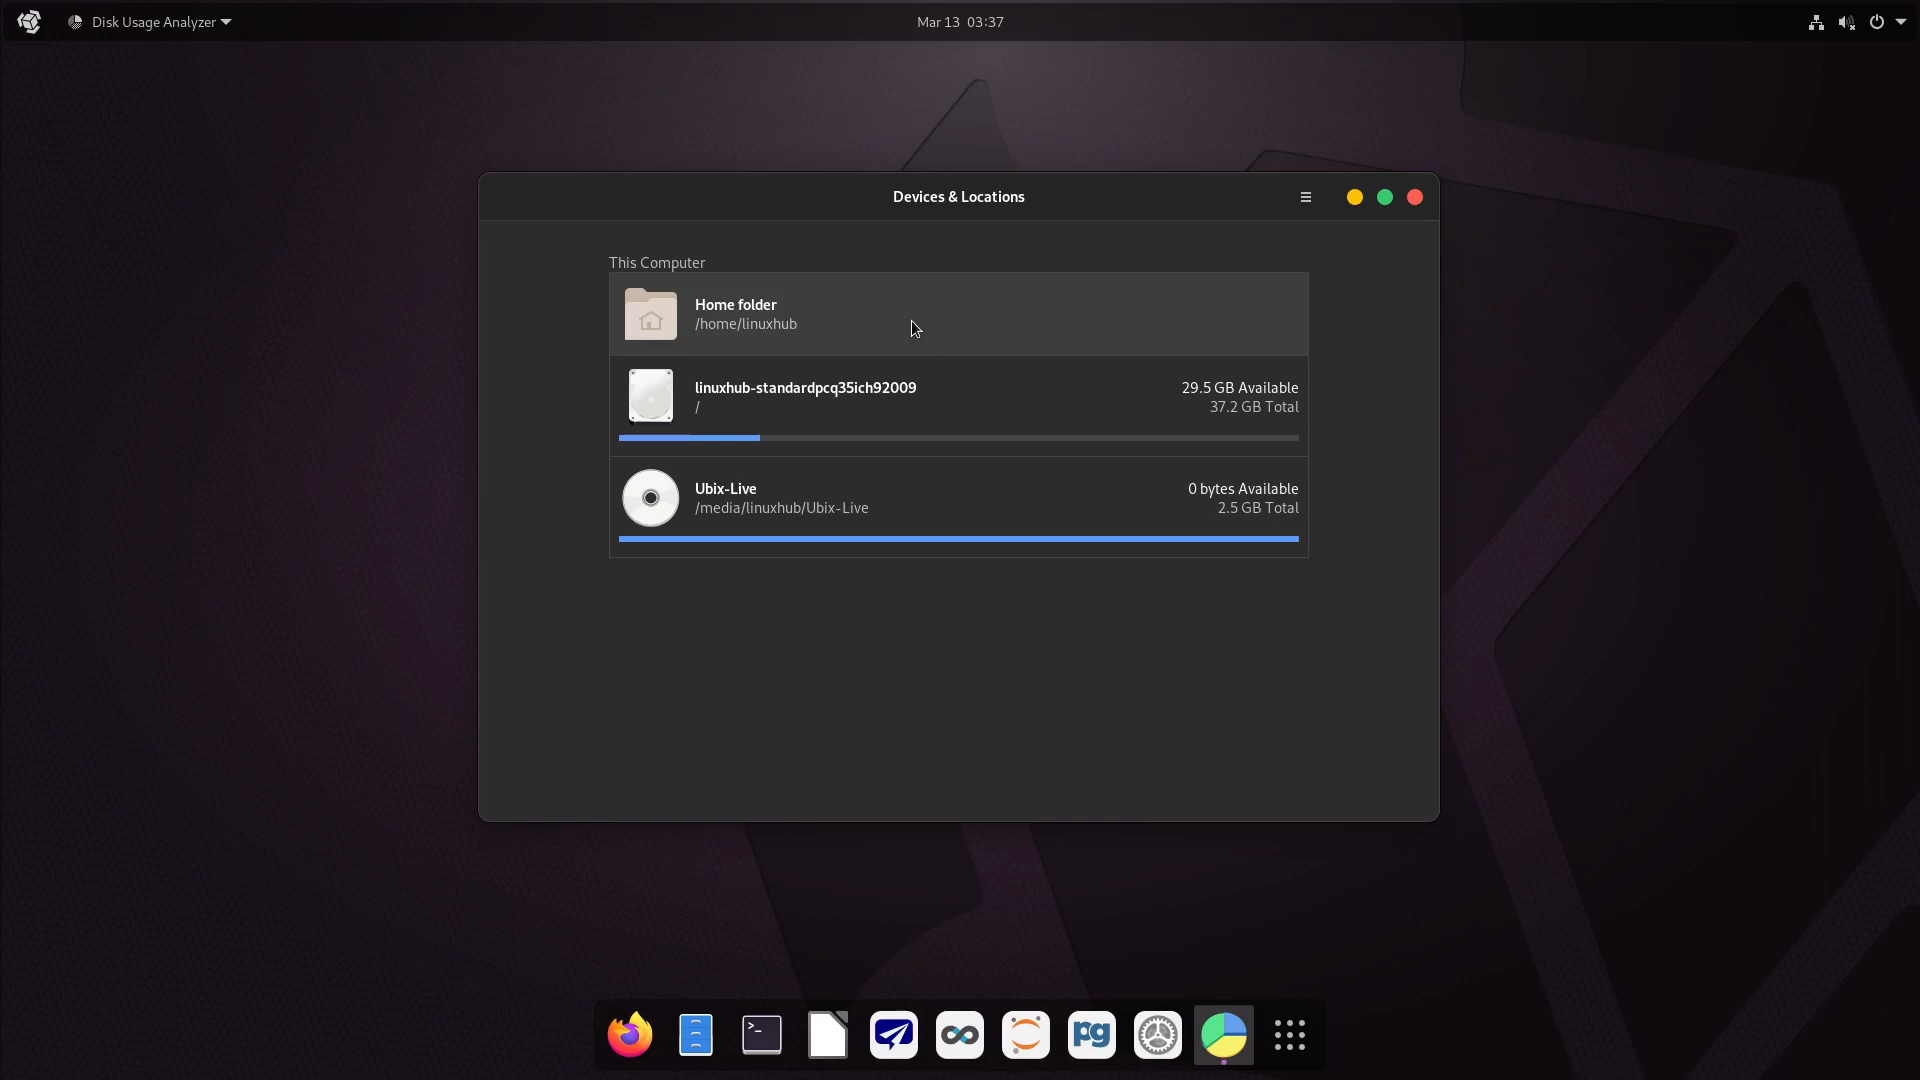 Disk Usage Analyzer
Mar 13 03:37
Devices & Locations
This Computer
Home folder
/home/linuxhub
linuxhub-standardpcq35ich92009
29.5 GB Available
/
37.2 GB Total
Ubix-Live
0 bytes Available
/media/linuxhub/Ubix-Live
2.5 GB Total
>_
pg